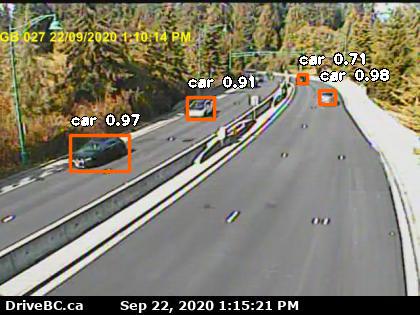 GB 027 22/09/2020 1:10:14 PM
car 0.71
car 0.98
car 0.91
car 0.97
DriveBC.ca Sep 22, 2020 1:15:21 PM